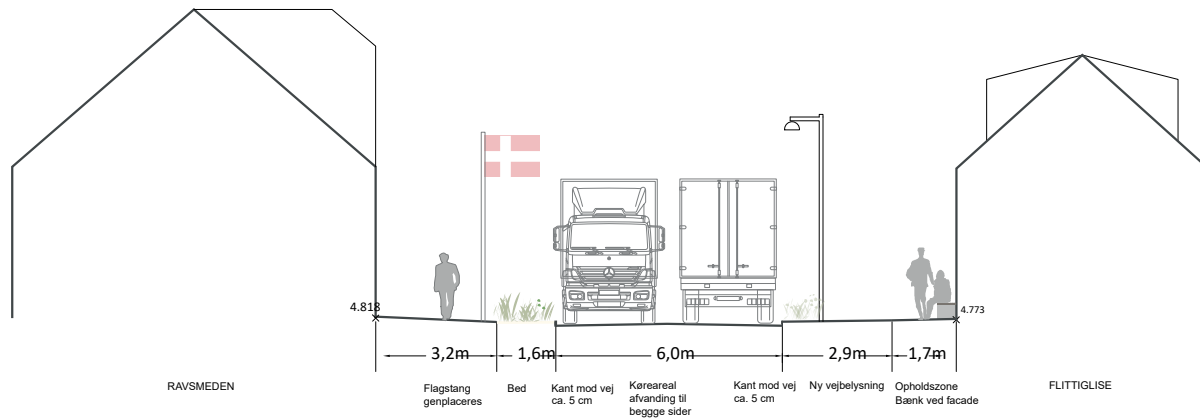 4.818
4.773
3,2m
1,6m
6,0m
2,9m
1,7m
RAVSMEDEN
Flagstang
genplaceres
Bed
Kant mod vej
ca. 5 cm
Køreareal
afvanding til
beggge sider
Kant mod vej
ca. 5 cm
Ny vejbelysning
Opholdszone
Bænk ved facade
FLITTIGLISE